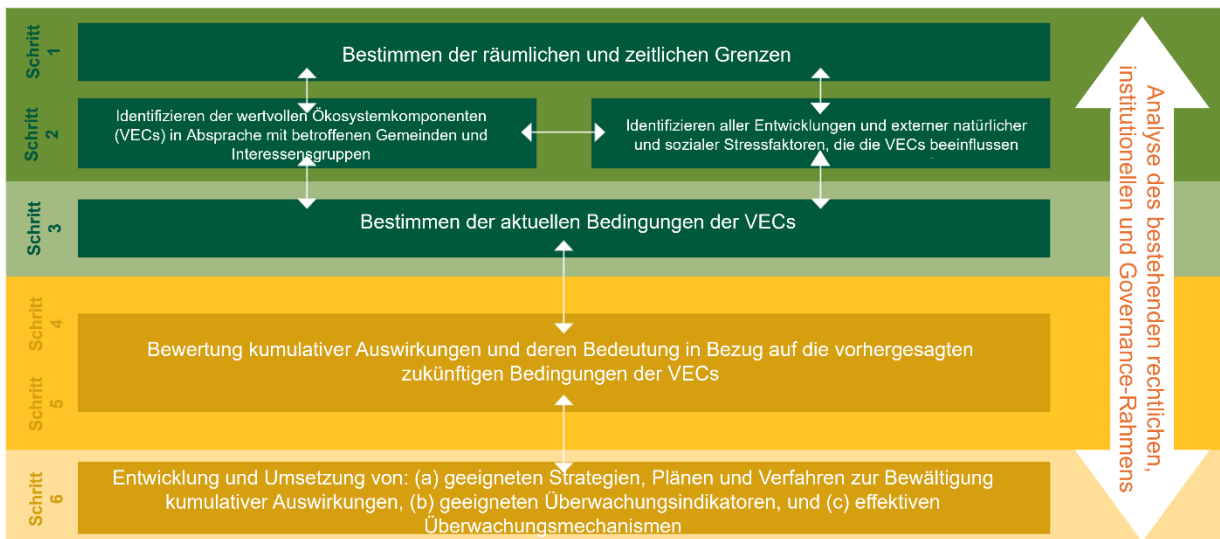 Schritt
1
Bestimmen der räumlichen und zeitlichen Grenzen
Schritt
2
Identifizieren der wertvollen Ökosystemkomponenten
(VECs) in Absprache mit betroffenen Gemeinden und
Interessensgruppen
Identifizieren aller Entwicklungen und externer natürlicher
und sozialer Stressfaktoren, die die VECs beeinflussen
Schritt
3
Bestimmen der aktuellen Bedingungen der VECs
Schritt
4
Schritt
5
Bewertung kumulativer Auswirkungen und deren Bedeutung in Bezug auf die vorhergesagten
zukünftigen Bedingungen der VECs
Schritt
6
Entwicklung und Umsetzung von: (a) geeigneten Strategien, Plänen und Verfahren zur Bewältigung
kumulativer Auswirkungen, (b) geeigneten Überwachungsindikatoren, und (c) effektiven
Überwachungsmechanismen
Analyse des bestehenden rechtlichen,
institutionellen und Governance-Rahmens